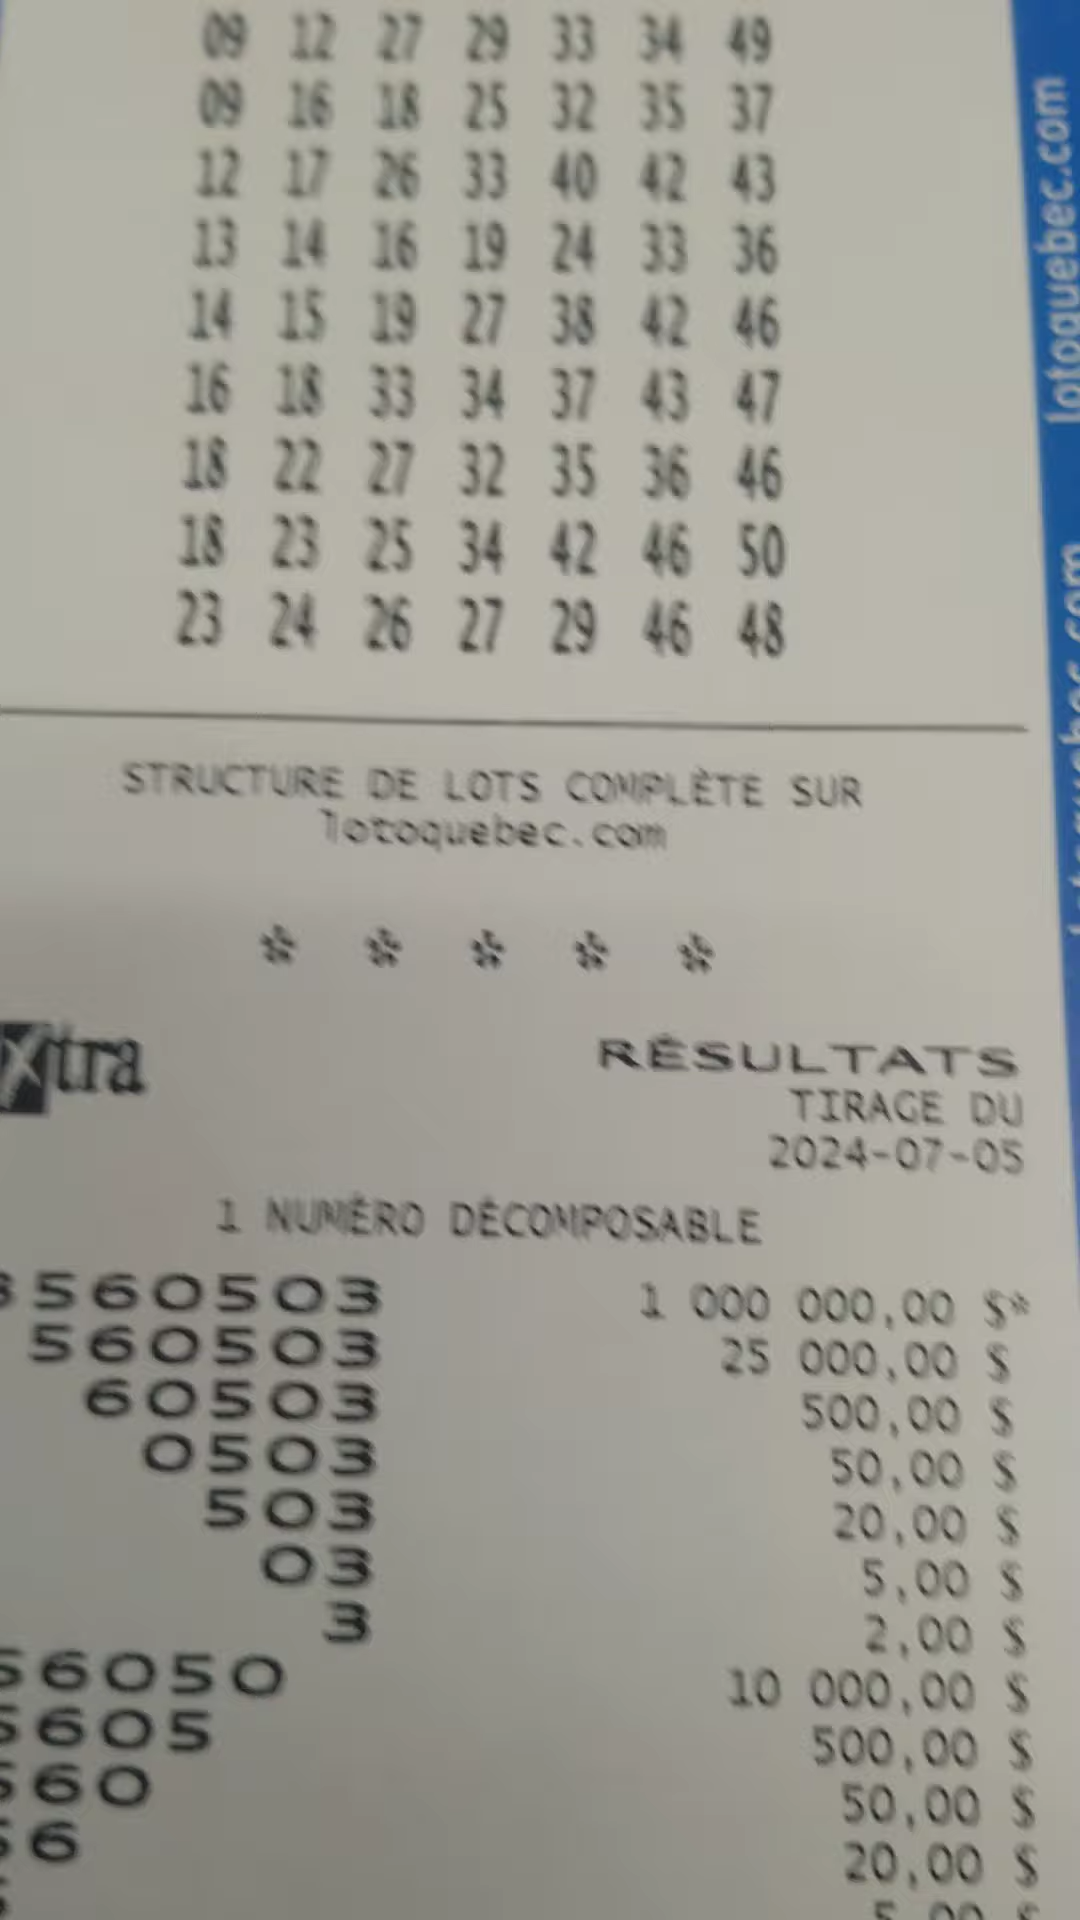 09 12 27 29 33 34 49
09 16 18 25 32 35 37
12 17 26 33 40 42 43
13 14 16 19 24 33 36
14 15 19 27 38 42 46
16 18 33 34 37 43 47
18 22 27 32 35 36 46
18 23 25 34 42 46 50
23 24 26 27 29 46 48
STRUCTURE DE LOTS COMPLÈTE SUR
lotoquebec.com
* * * * *
Xtra
RÉSULTATS
TIRAGE DU
2024-07-05
1 NUMÉRO DÉCOMPOSABLE
3560503 1 000 000,00 $*
560503 25 000,00 $
60503 500,00 $
0503 50,00 $
503 20,00 $
03 5,00 $
3 2,00 $
56050 10 000,00 $
5605 500,00 $
560 50,00 $
56 20,00 $
lotoquebec.com
lotoquebec.com